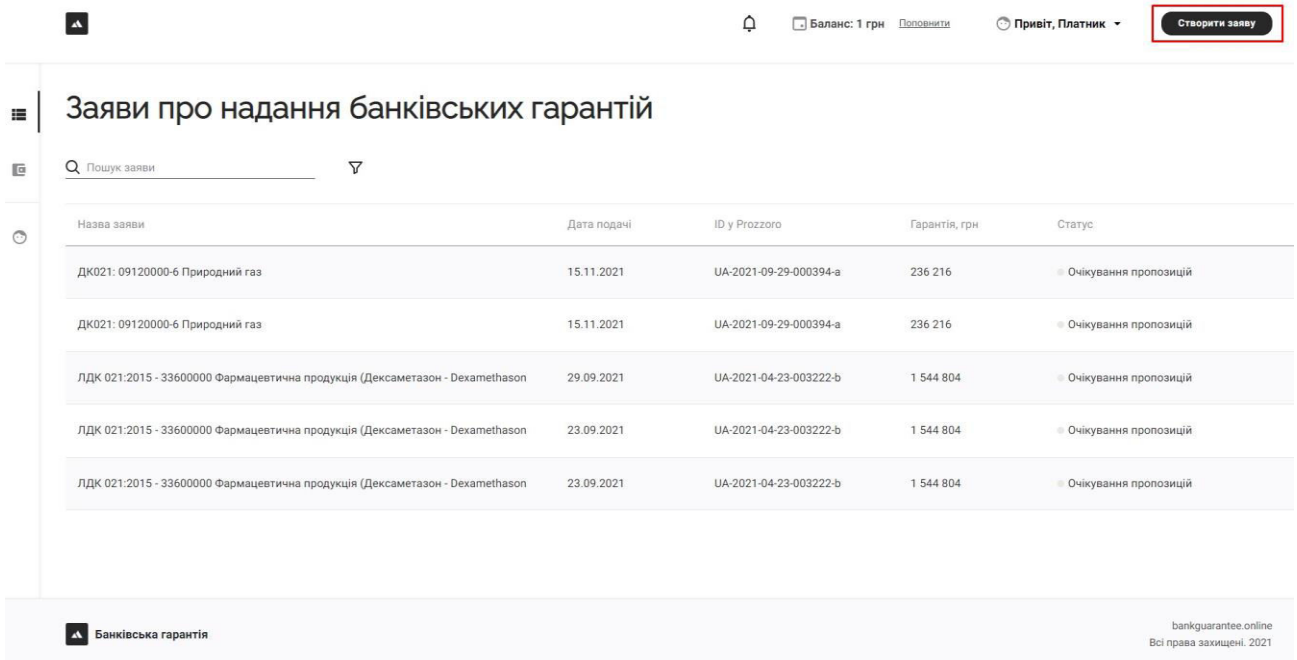 Баланс: 1 грн Поповнити Привіт, Платник Створити заяву
Заяви про надання банківських гарантій
Пошук заяви
Назва заяви Дата подачі ID у Prozzoro Гарантія, грн Статус
ДК021: 09120000-6 Природний газ 15.11.2021 UA-2021-09-29-000394-a 236 216 Очікування пропозицій
ДК021: 09120000-6 Природний газ 15.11.2021 UA-2021-09-29-000394-a 236 216 Очікування пропозицій
ЛДК 021:2015 - 33600000 Фармацевтична продукція (Дексаметазон - Dexamethason 29.09.2021 UA-2021-04-23-003222-b 1 544 804 Очікування пропозицій
ЛДК 021:2015 - 33600000 Фармацевтична продукція (Дексаметазон - Dexamethason 23.09.2021 UA-2021-04-23-003222-b 1 544 804 Очікування пропозицій
ЛДК 021:2015 - 33600000 Фармацевтична продукція (Дексаметазон - Dexamethason 23.09.2021 UA-2021-04-23-003222-b 1 544 804 Очікування пропозицій
Банківська гарантія
bankguarantee.online
Всі права захищені. 2021